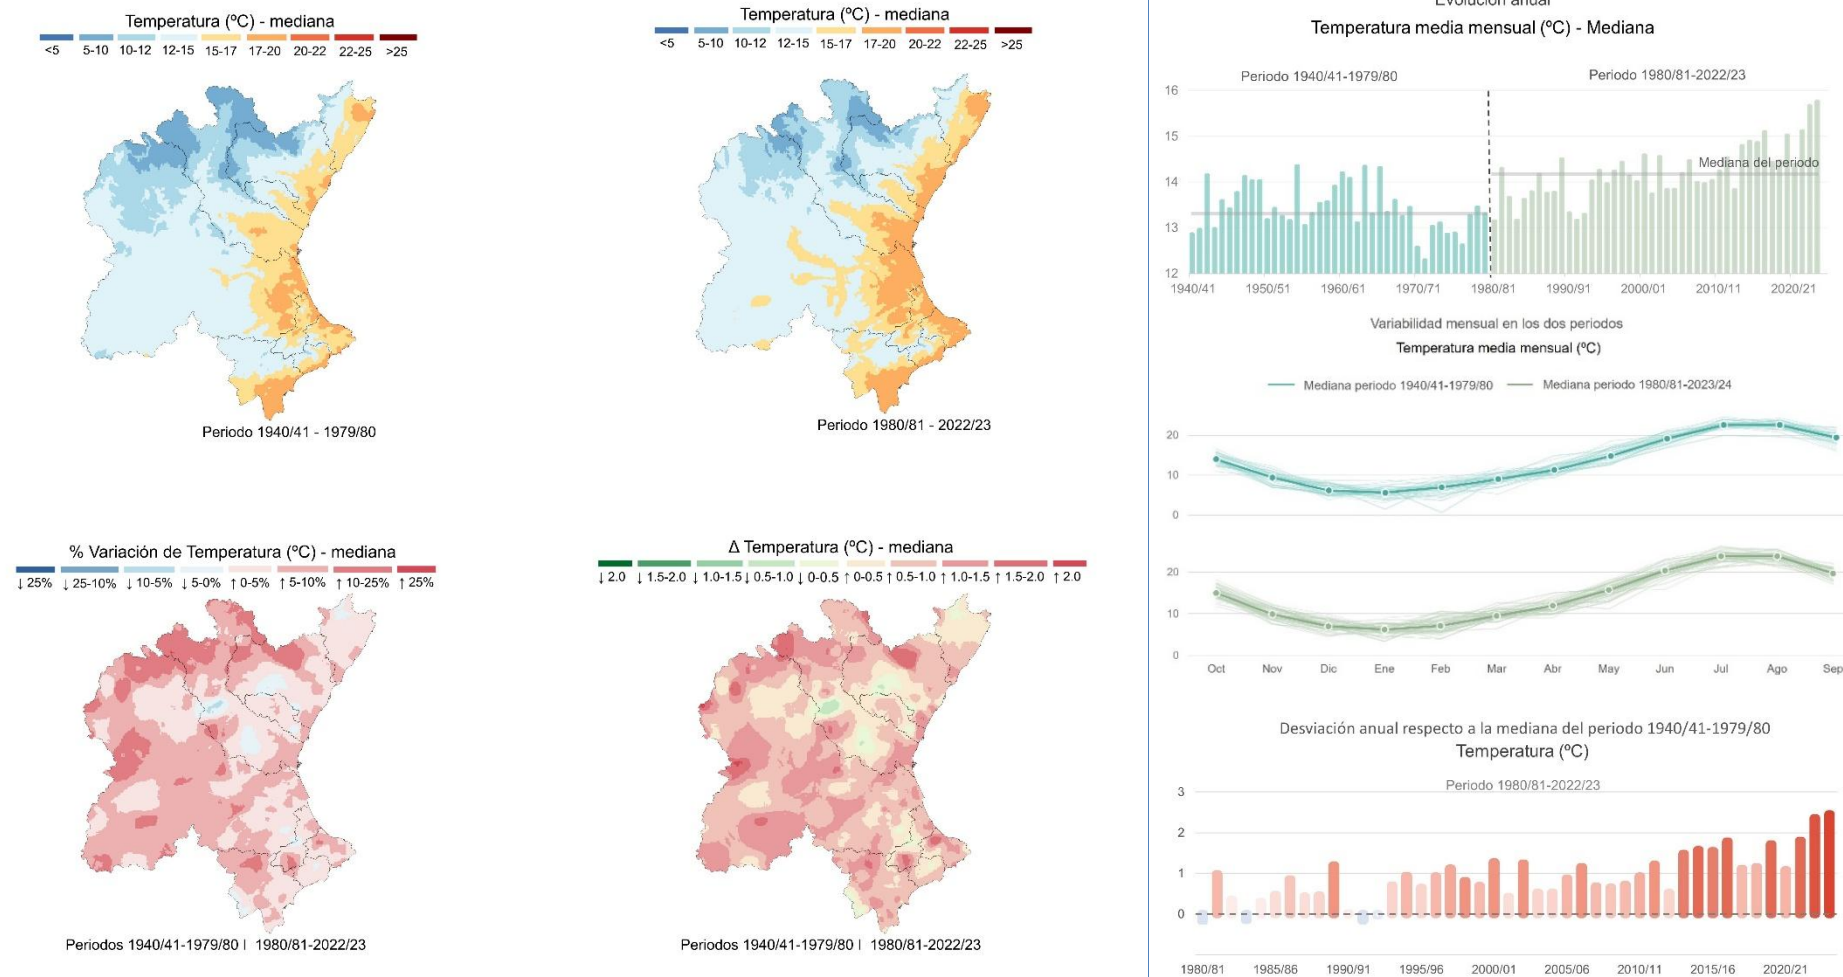 Temperatura (ºC) - mediana
<5 5-10 10-12 12-15 15-17 17-20 20-22 22-25 >25
Periodo 1940/41 - 1979/80
Temperatura (ºC) - mediana
<5 5-10 10-12 12-15 15-17 17-20 20-22 22-25 >25
Periodo 1980/81 - 2022/23
% Variación de Temperatura (ºC) - mediana
↓ 25% ↓ 25-10% ↓ 10-5% ↓ 5-0% ↑ 0-5% ↑ 5-10% ↑ 10-25% ↑ 25%
Periodos 1940/41-1979/80 | 1980/81-2022/23
Δ Temperatura (ºC) - mediana
↓ 2.0 ↓ 1.5-2.0 ↓ 1.0-1.5 ↓ 0.5-1.0 ↓ 0-0.5 ↑ 0-0.5 ↑ 0.5-1.0 ↑ 1.0-1.5 ↑ 1.5-2.0 ↑ 2.0
Periodos 1940/41-1979/80 | 1980/81-2022/23
Evolución anual
Temperatura media mensual (ºC) - Mediana
Periodo 1940/41-1979/80 Periodo 1980/81-2022/23
16
15
Mediana del periodo
14
13
12
1940/41 1950/51 1960/61 1970/71 1980/81 1990/91 2000/01 2010/11 2020/21
Variabilidad mensual en los dos periodos
Temperatura media mensual (ºC)
Mediana periodo 1940/41-1979/80 Mediana periodo 1980/81-2023/24
20
10
0
20
10
0
Oct Nov Dic Ene Feb Mar Abr May Jun Jul Ago Sep
Desviación anual respecto a la mediana del periodo 1940/41-1979/80
Temperatura (ºC)
Periodo 1980/81-2022/23
3
2
1
0
1980/81 1985/86 1990/91 1995/96 2000/01 2005/06 2010/11 2015/16 2020/21